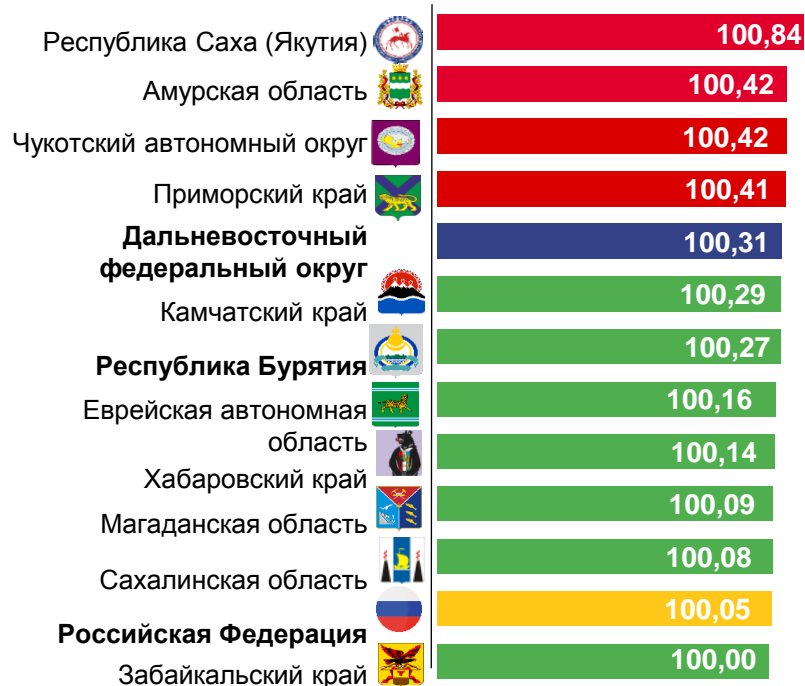 Республика Саха (Якутия) 100,84
Амурская область 100,42
Чукотский автономный округ 100,42
Приморский край 100,41
Дальневосточный
федеральный округ 100,31
Камчатский край 100,29
Республика Бурятия 100,27
Еврейская автономная
область 100,16
Хабаровский край 100,14
Магаданская область 100,09
Сахалинская область 100,08
Российская Федерация 100,05
Забайкальский край 100,00